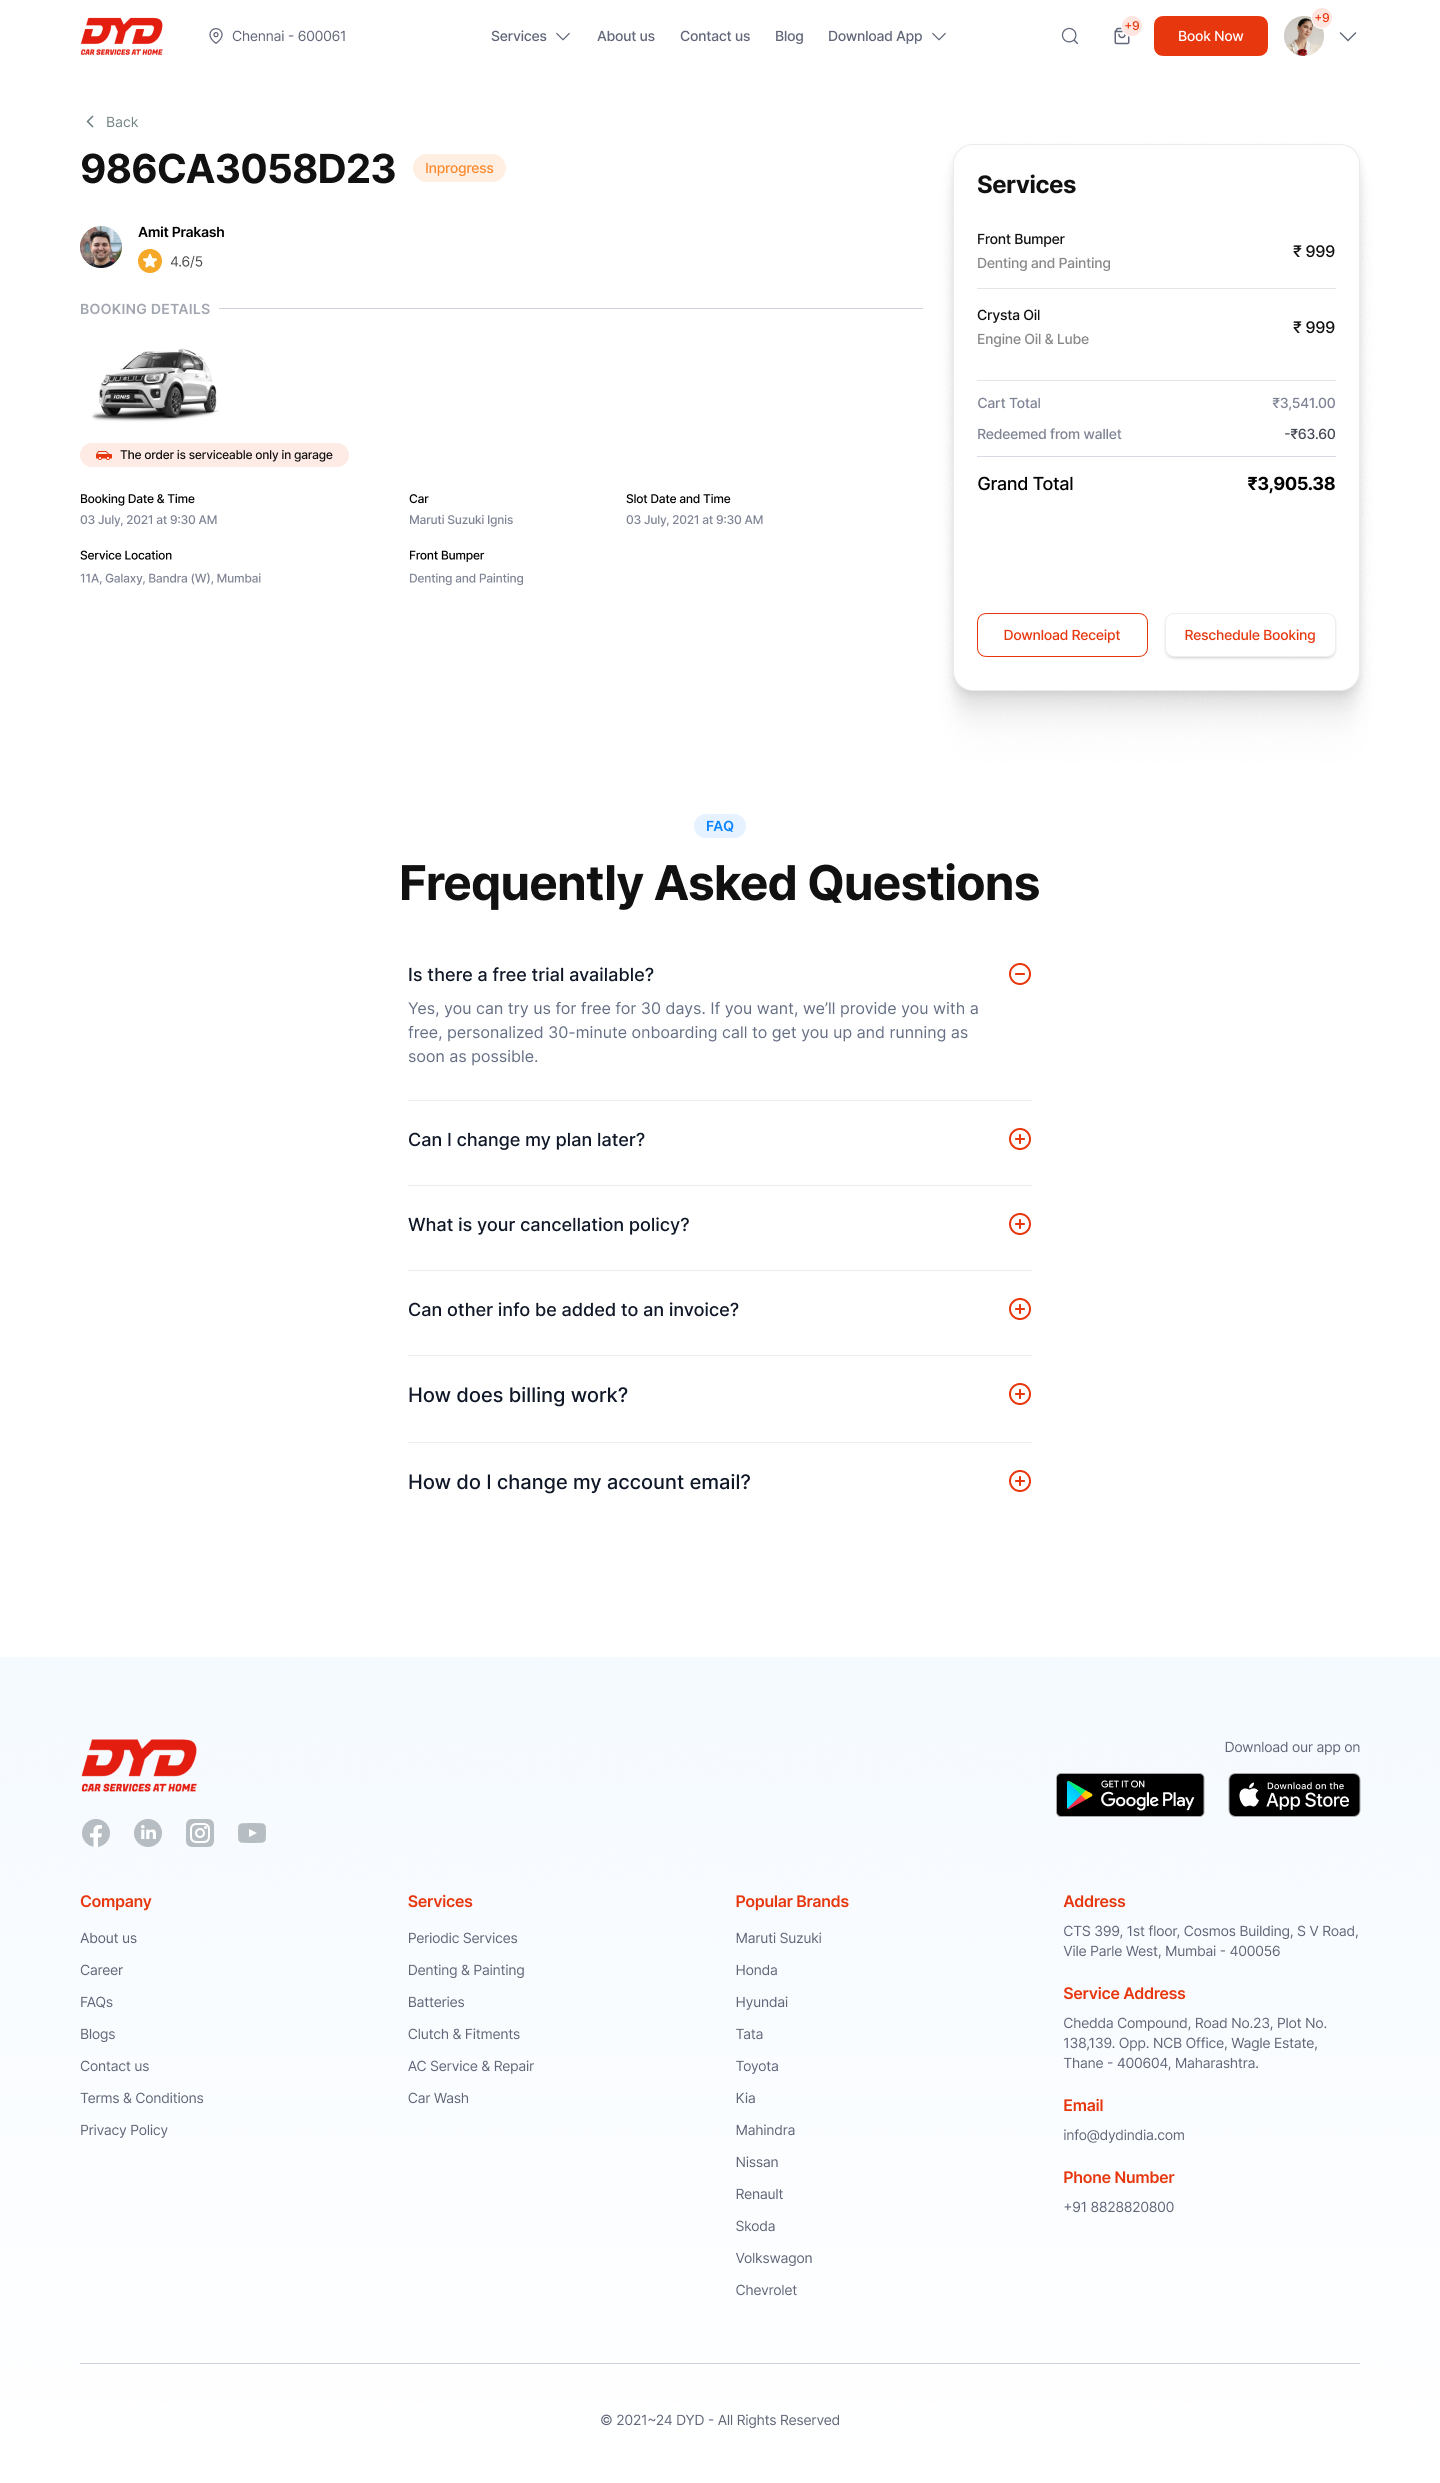 DYD
CAR SERVICES AT HOME
Chennai - 600061
Services
About us
Contact us
Blog
Download App
+9
Book Now
+9
Back
986CA3058D23
Inprogress
Amit Prakash
4.6/5
BOOKING DETAILS
IGNIS
The order is serviceable only in garage
Booking Date & Time
03 July, 2021 at 9:30 AM
Car
Maruti Suzuki Ignis
Slot Date and Time
03 July, 2021 at 9:30 AM
Service Location
11A, Galaxy, Bandra (W), Mumbai
Front Bumper
Denting and Painting
Services
Front Bumper
Denting and Painting
₹ 999
Crysta Oil
Engine Oil & Lube
₹ 999
Cart Total
₹3,541.00
Redeemed from wallet
-₹63.60
Grand Total
₹3,905.38
Download Receipt
Reschedule Booking
FAQ
Frequently Asked Questions
Is there a free trial available?
Yes, you can try us for free for 30 days. If you want, we’ll provide you with a
free, personalized 30-minute onboarding call to get you up and running as
soon as possible.
Can I change my plan later?
What is your cancellation policy?
Can other info be added to an invoice?
How does billing work?
How do I change my account email?
DYD
CAR SERVICES AT HOME
Download our app on
GET IT ON
Google Play
Download on the
App Store
Company
About us
Career
FAQs
Blogs
Contact us
Terms & Conditions
Privacy Policy
Services
Periodic Services
Denting & Painting
Batteries
Clutch & Fitments
AC Service & Repair
Car Wash
Popular Brands
Maruti Suzuki
Honda
Hyundai
Tata
Toyota
Kia
Mahindra
Nissan
Renault
Skoda
Volkswagon
Chevrolet
Address
CTS 399, 1st floor, Cosmos Building, S V Road,
Vile Parle West, Mumbai - 400056
Service Address
Chedda Compound, Road No.23, Plot No.
138,139. Opp. NCB Office, Wagle Estate,
Thane - 400604, Maharashtra.
Email
info@dydindia.com
Phone Number
+91 8828820800
© 2021~24 DYD - All Rights Reserved